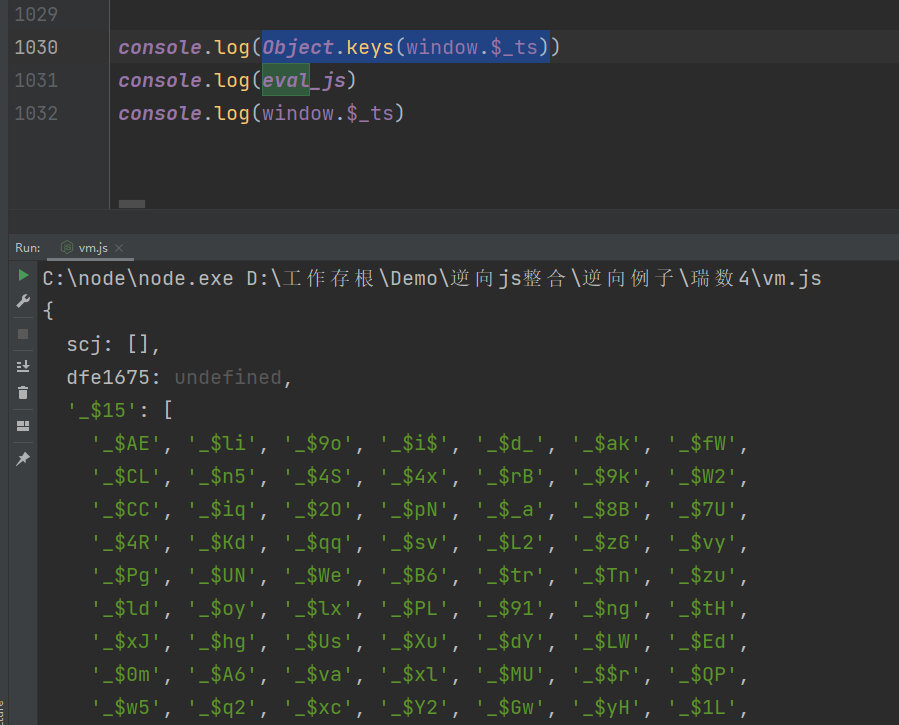 1029
1030 console.log(Object.keys(window.$_ts))
1031 console.log(eval_js)
1032 console.log(window.$_ts)
Run: vm.js ×
C:\node\node.exe D:\工作存根\Demo\逆向js整合\逆向例子\瑞数4\vm.js
{
scj: [],
dfe1675: undefined,
'_$15': [
'_$AE', '_$li', '_$9o', '_$i$', '_$d_', '_$ak', '_$fW',
'_$CL', '_$n5', '_$4S', '_$4x', '_$rB', '_$9k', '_$W2',
'_$CC', '_$iq', '_$2O', '_$pN', '_$_a', '_$8B', '_$7U',
'_$4R', '_$Kd', '_$qq', '_$sv', '_$L2', '_$zG', '_$vy',
'_$Pg', '_$UN', '_$We', '_$B6', '_$tr', '_$Tn', '_$zu',
'_$ld', '_$oy', '_$lx', '_$PL', '_$91', '_$ng', '_$tH',
'_$xJ', '_$hg', '_$Us', '_$Xu', '_$dY', '_$LW', '_$Ed',
'_$0m', '_$A6', '_$va', '_$xl', '_$MU', '_$$r', '_$QP',
'_$w5', '_$q2', '_$xc', '_$Y2', '_$Gw', '_$yH', '_$1L',